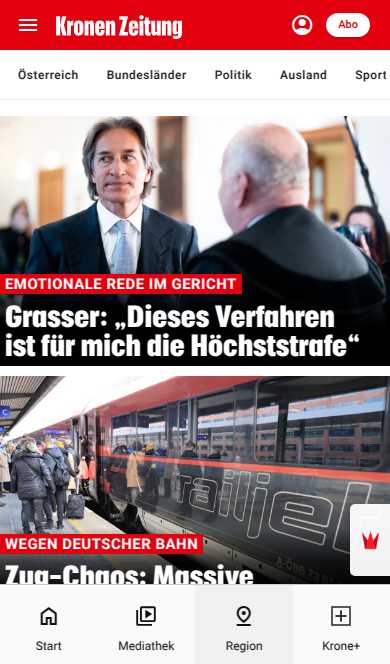 Kronen Zeitung
Abo
Österreich Bundesländer Politik Ausland Sport
EMOTIONALE REDE IM GERICHT
Grasser: „Dieses Verfahren
ist für mich die Höchststrafe“
C
railjet
WEGEN DEUTSCHER BAHN
Zug-Chaos: Massive
Start Mediathek Region Krone+